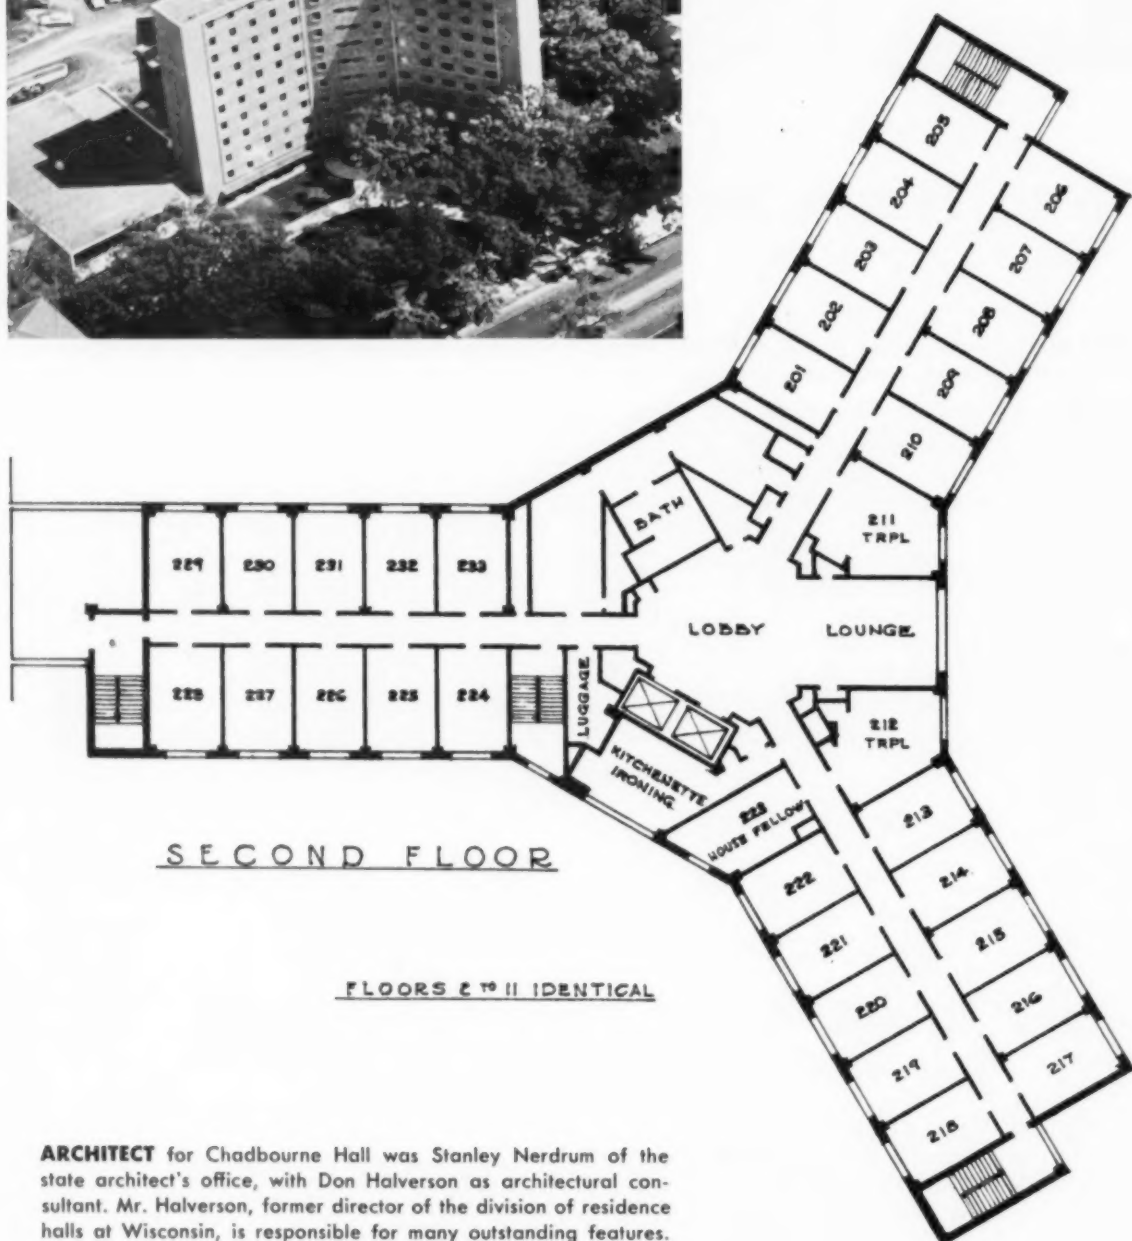 205
204
203
202
201
206
207
208
209
210
211
TRPL
BATH
LOBBY
LOUNGE
229
230
231
232
233
228
227
226
225
224
LUGGAGE
KITCHENETTE
IRONING
212
TRPL
223
HOUSE FELLOW
213
214
215
216
217
222
221
220
219
218
SECOND FLOOR
FLOORS 2 TO 11 IDENTICAL
ARCHITECT for Chadbourne Hall was Stanley Nerdrum of the
state architect's office, with Don Halverson as architectural con-
sultant. Mr. Halverson, former director of the division of residence
halls at Wisconsin, is responsible for many outstanding features.